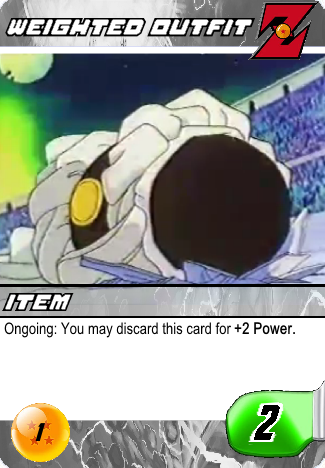 WEIGHTED OUTFIT Z
ITEM
Ongoing: You may discard this card for +2 Power.
1
2